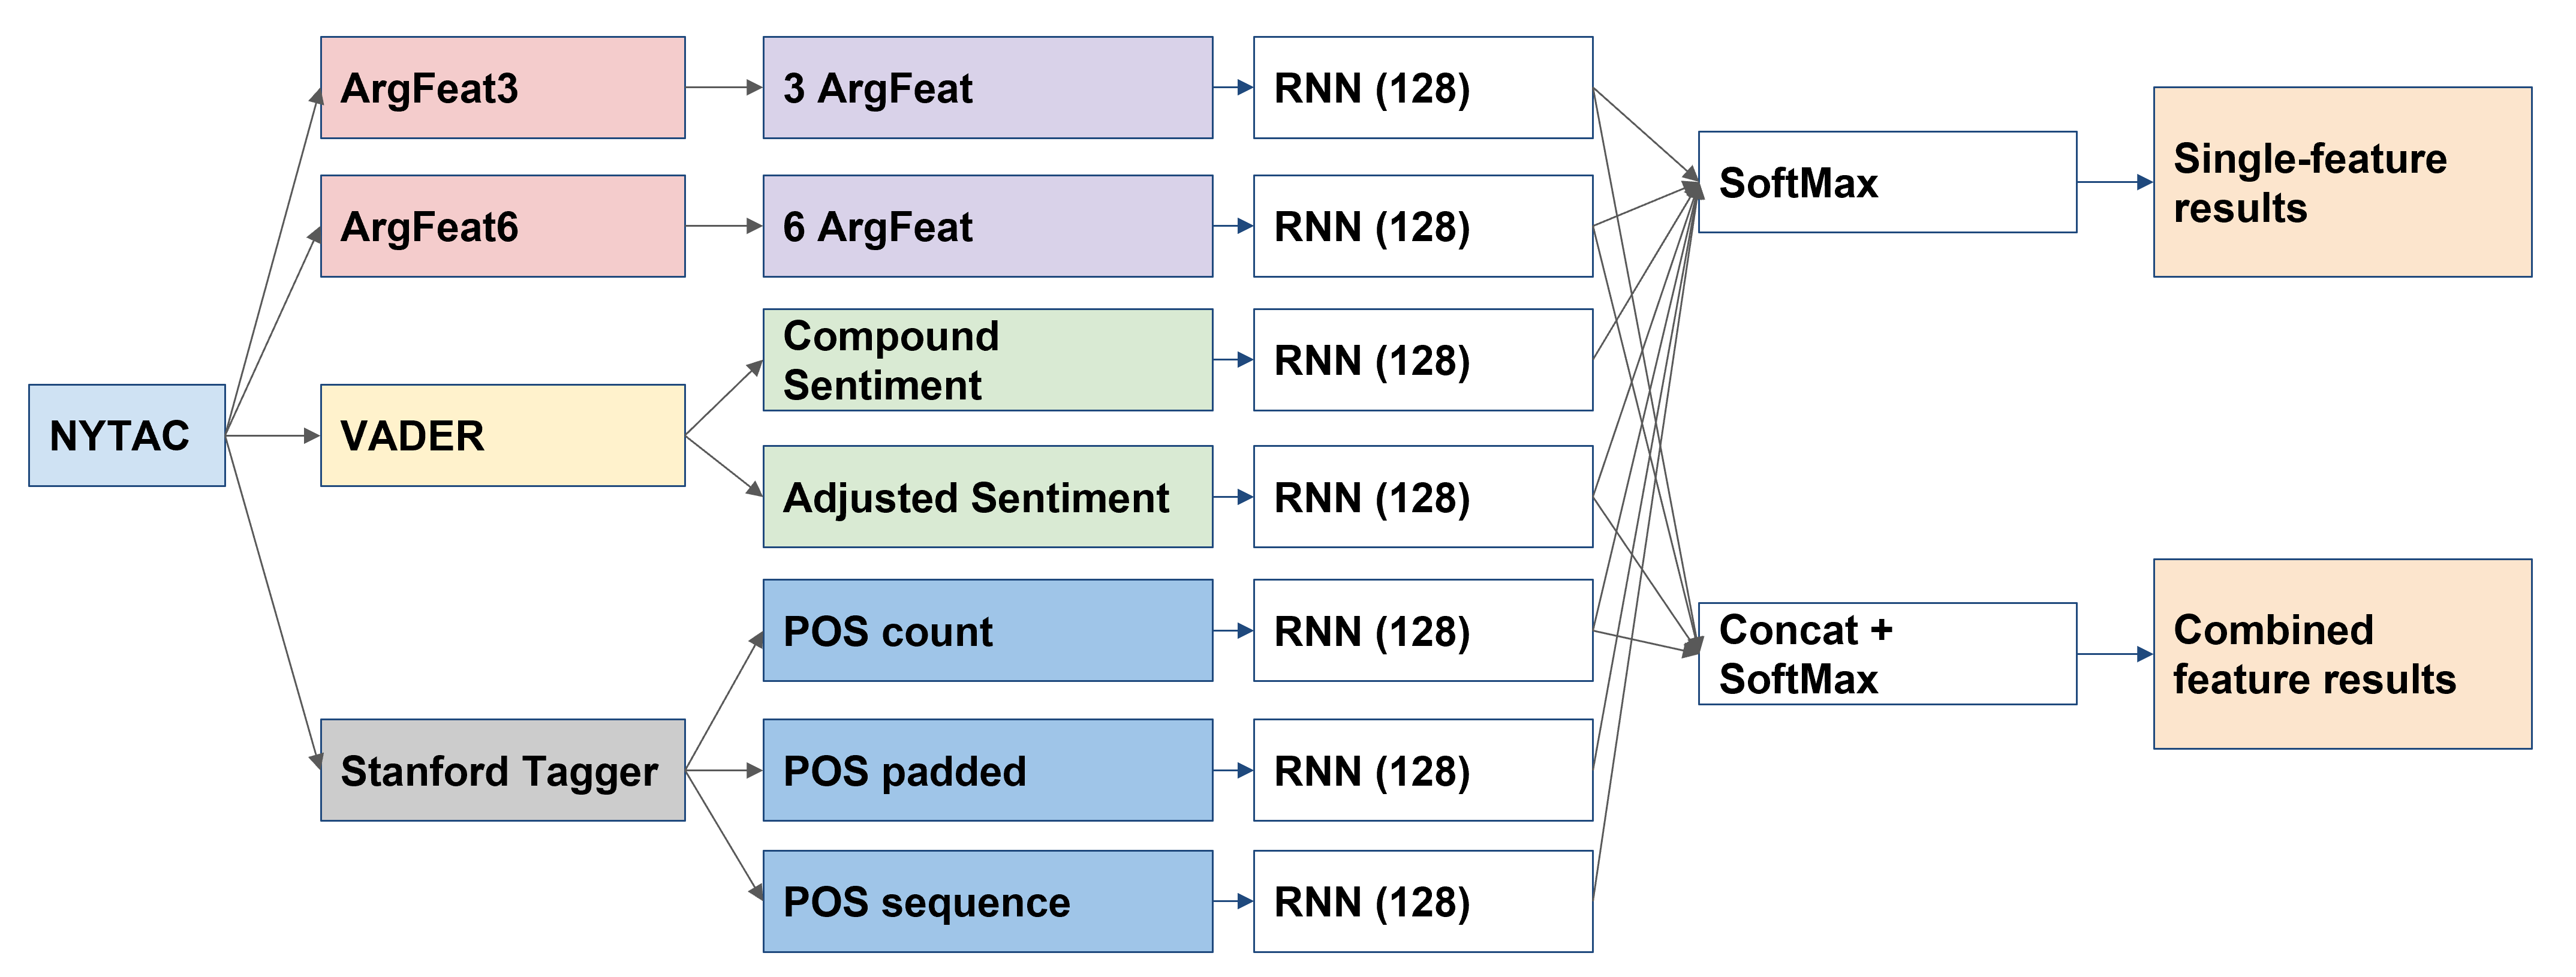 NYTAC
ArgFeat3
ArgFeat6
VADER
Stanford Tagger
3 ArgFeat
6 ArgFeat
Compound
Sentiment
Adjusted Sentiment
POS count
POS padded
POS sequence
RNN (128)
RNN (128)
RNN (128)
RNN (128)
RNN (128)
RNN (128)
RNN (128)
SoftMax
Concat +
SoftMax
Single-feature
results
Combined
feature results